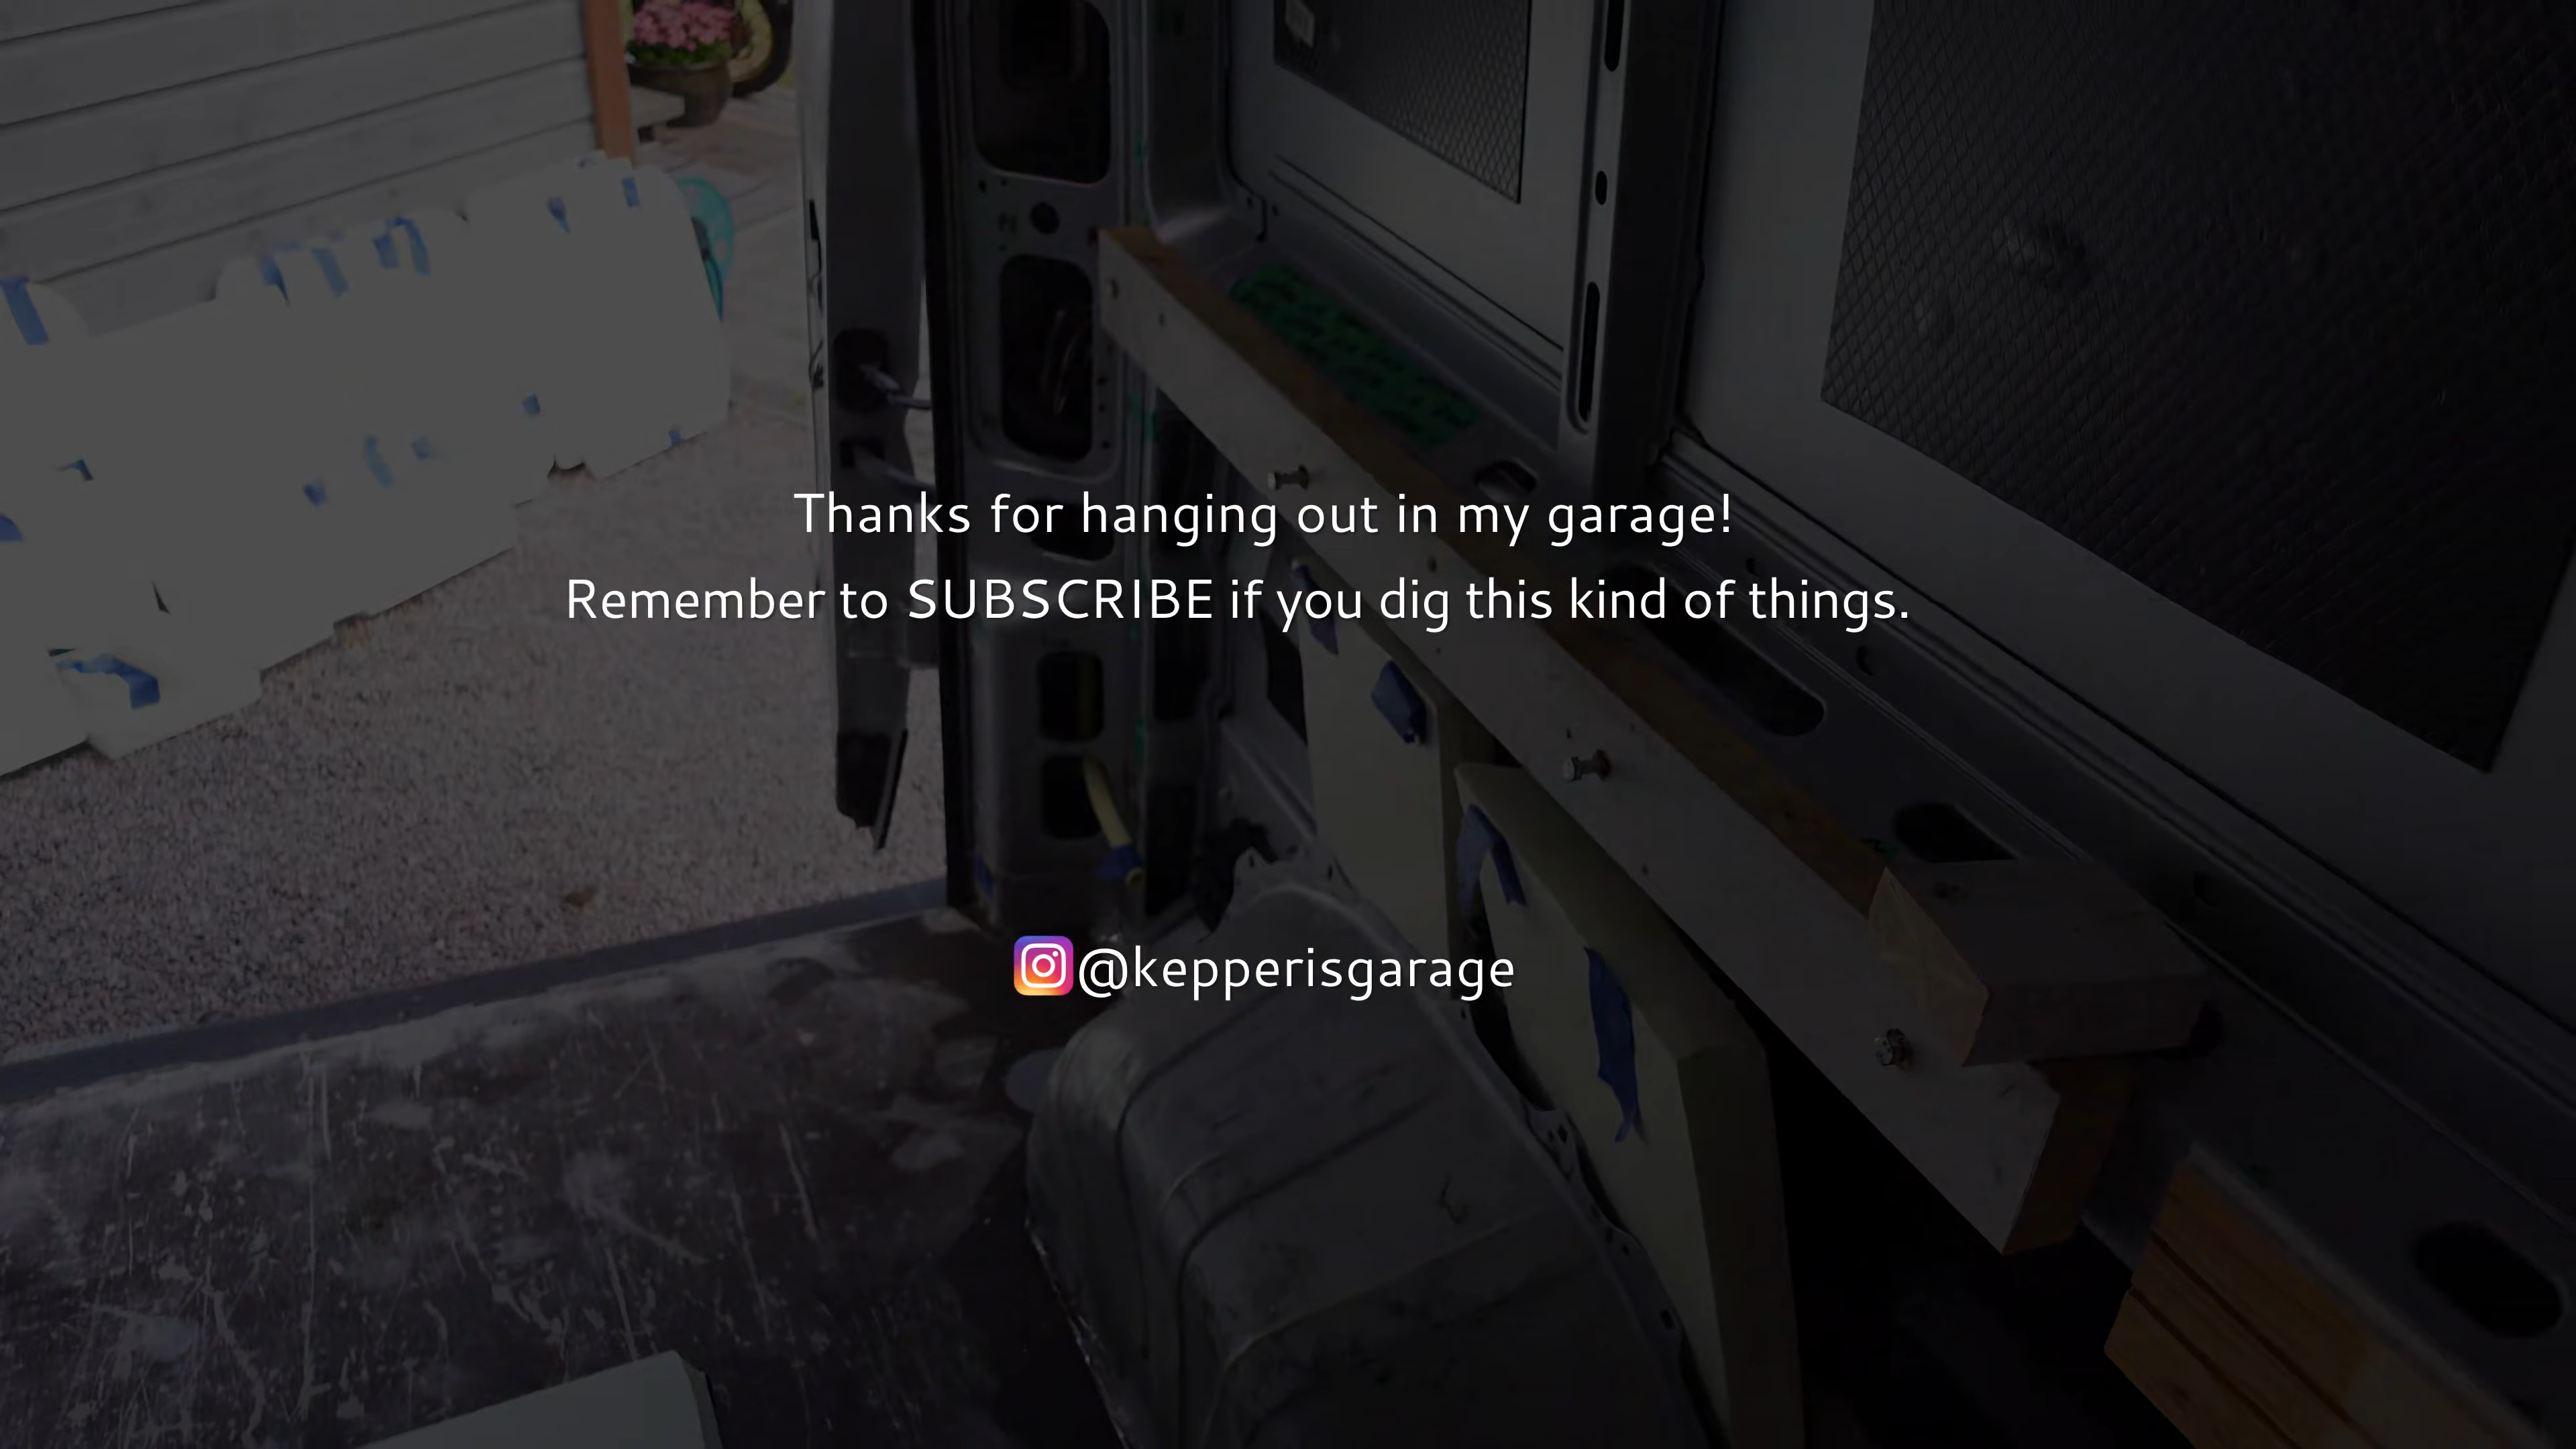 Thanks for hanging out in my garage!
Remember to SUBSCRIBE if you dig this kind of things.
@kepperisgarage